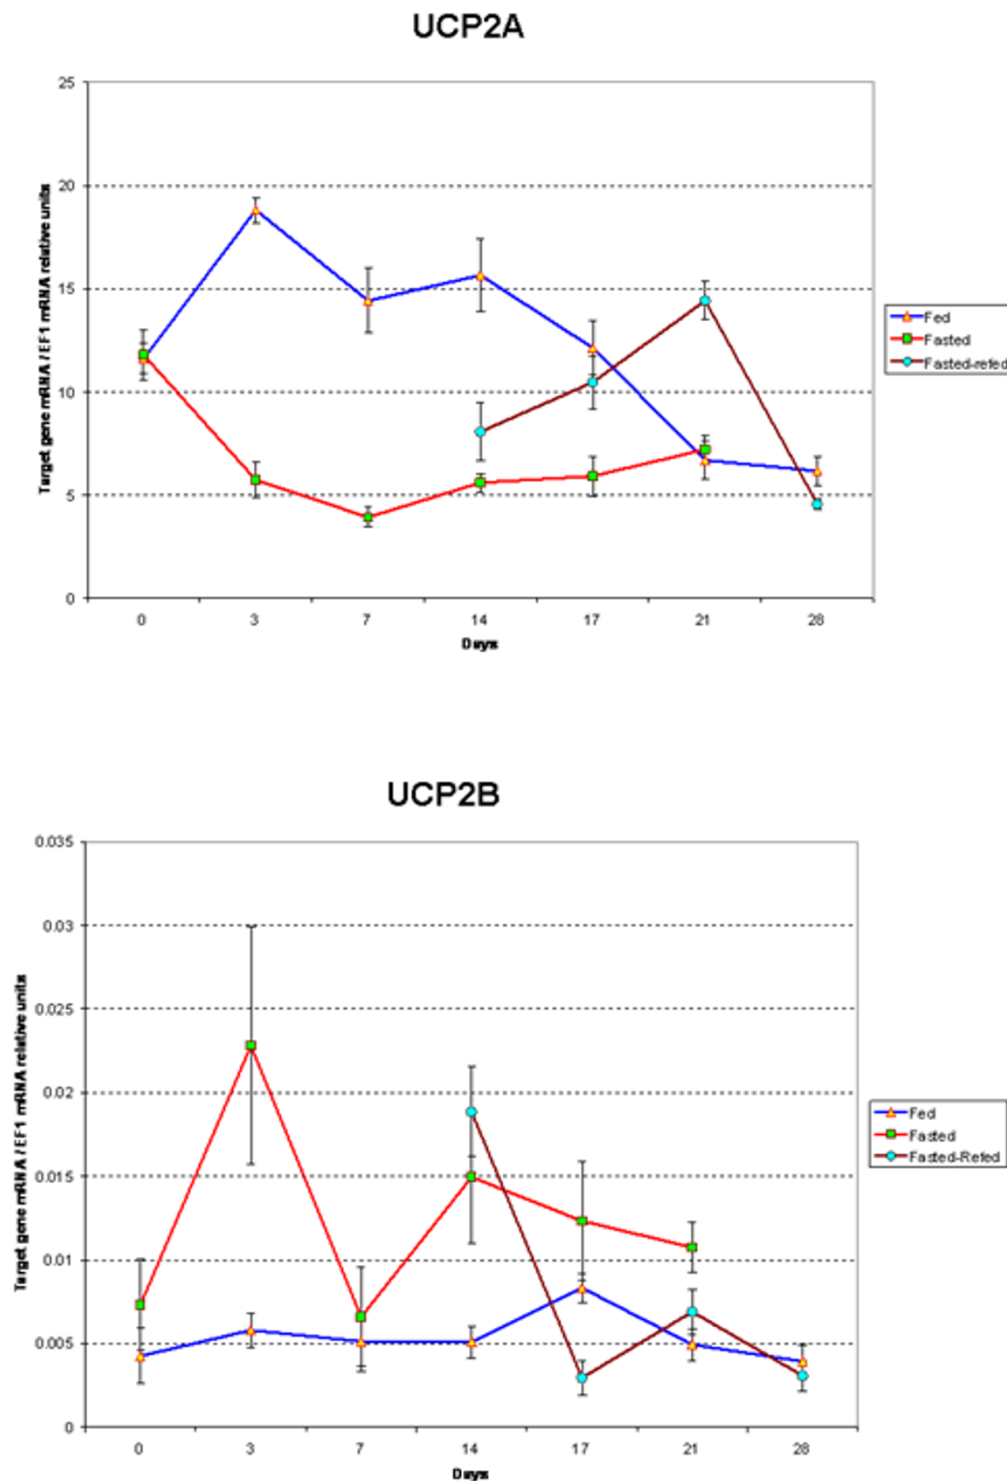 UCP2A
25
20
15
10
5
0
Target gene mRNA / EF1 mRNA relative units
0 3 7 14 17 21 28
Days
Fed
Fasted
Fasted-refed
UCP2B
0.035
0.03
0.025
0.02
0.015
0.01
0.005
0
Target gene mRNA / EF1 mRNA relative units
0 3 7 14 17 21 28
Days
Fed
Fasted
Fasted-Refed